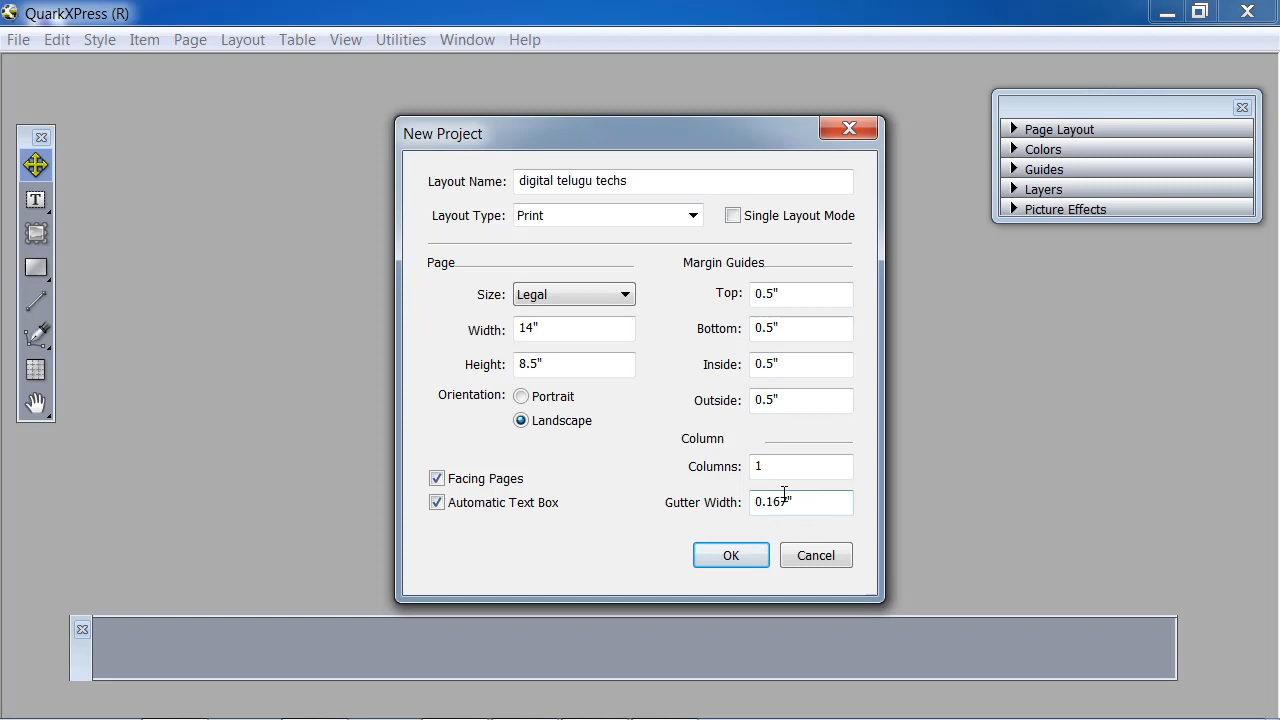 QuarkXPress (R)
File Edit Style Item Page Layout Table View Utilities Window Help
New Project
Layout Name: digital telugu techs
Layout Type: Print Single Layout Mode
Page
Size: Legal
Width: 14"
Height: 8.5"
Orientation: Portrait
Landscape
Facing Pages
Automatic Text Box
Margin Guides
Top: 0.5"
Bottom: 0.5"
Inside: 0.5"
Outside: 0.5"
Column
Columns: 1
Gutter Width: 0.167"
OK Cancel
Page Layout
Colors
Guides
Layers
Picture Effects
T